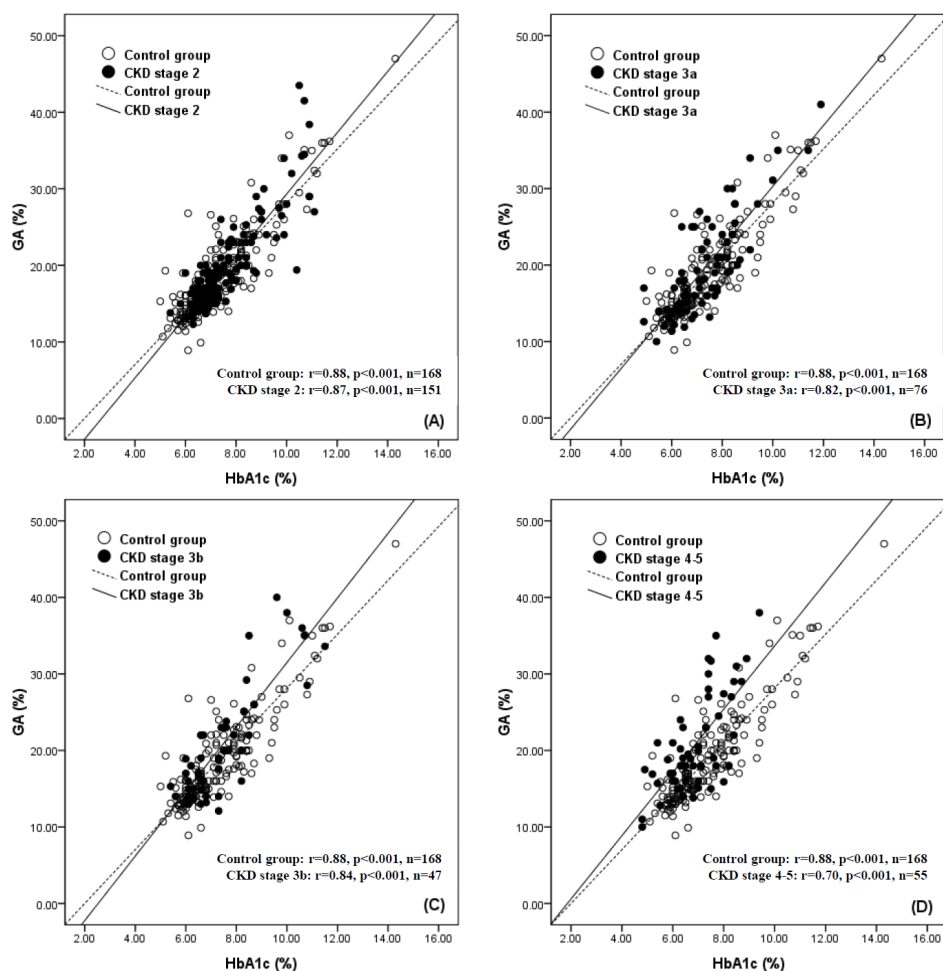 50.00
40.00
30.00
20.00
10.00
0.00
GA (%)
Control group
CKD stage 2
Control group
CKD stage 2
Control group: r=0.88, p<0.001, n=168
CKD stage 2: r=0.87, p<0.001, n=151
(A)
2.00 4.00 6.00 8.00 10.00 12.00 14.00 16.00
HbA1c (%)
50.00
40.00
30.00
20.00
10.00
0.00
GA (%)
Control group
CKD stage 3a
Control group
CKD stage 3a
Control group: r=0.88, p<0.001, n=168
CKD stage 3a: r=0.82, p<0.001, n=76
(B)
2.00 4.00 6.00 8.00 10.00 12.00 14.00 16.00
HbA1c (%)
50.00
40.00
30.00
20.00
10.00
0.00
GA (%)
Control group
CKD stage 3b
Control group
CKD stage 3b
Control group: r=0.88, p<0.001, n=168
CKD stage 3b: r=0.84, p<0.001, n=47
(C)
2.00 4.00 6.00 8.00 10.00 12.00 14.00 16.00
HbA1c (%)
50.00
40.00
30.00
20.00
10.00
0.00
GA (%)
Control group
CKD stage 4-5
Control group
CKD stage 4-5
Control group: r=0.88, p<0.001, n=168
CKD stage 4-5: r=0.70, p<0.001, n=55
(D)
2.00 4.00 6.00 8.00 10.00 12.00 14.00 16.00
HbA1c (%)